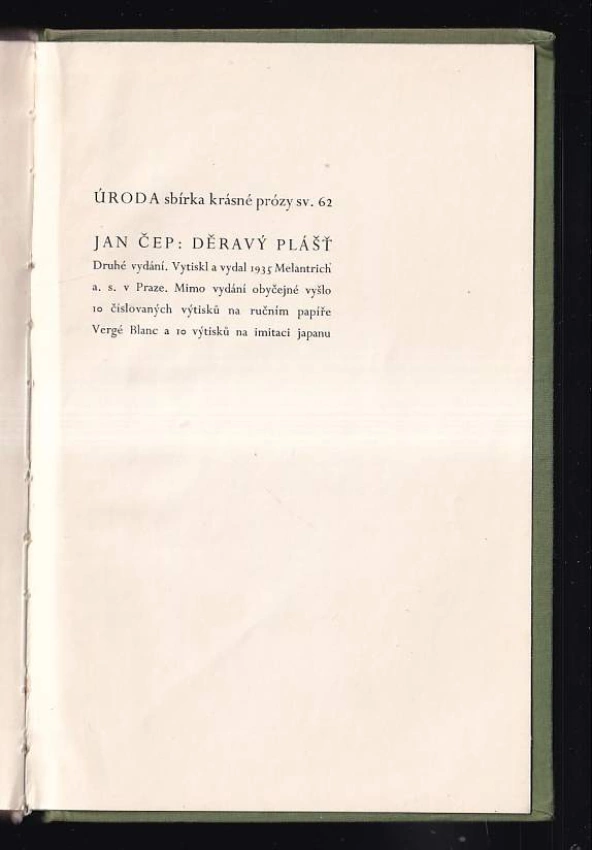 ÚRODA sbírka krásné prózy sv. 62
JAN ČEP: DĚRAVÝ PLÁŠŤ
Druhé vydání. Vytiskl a vydal 1935 Melantrich
a. s. v Praze. Mimo vydání obyčejné vyšlo
10 číslovaných výtisků na ručním papíře
Vergé Blanc a 10 výtisků na imitaci japanu